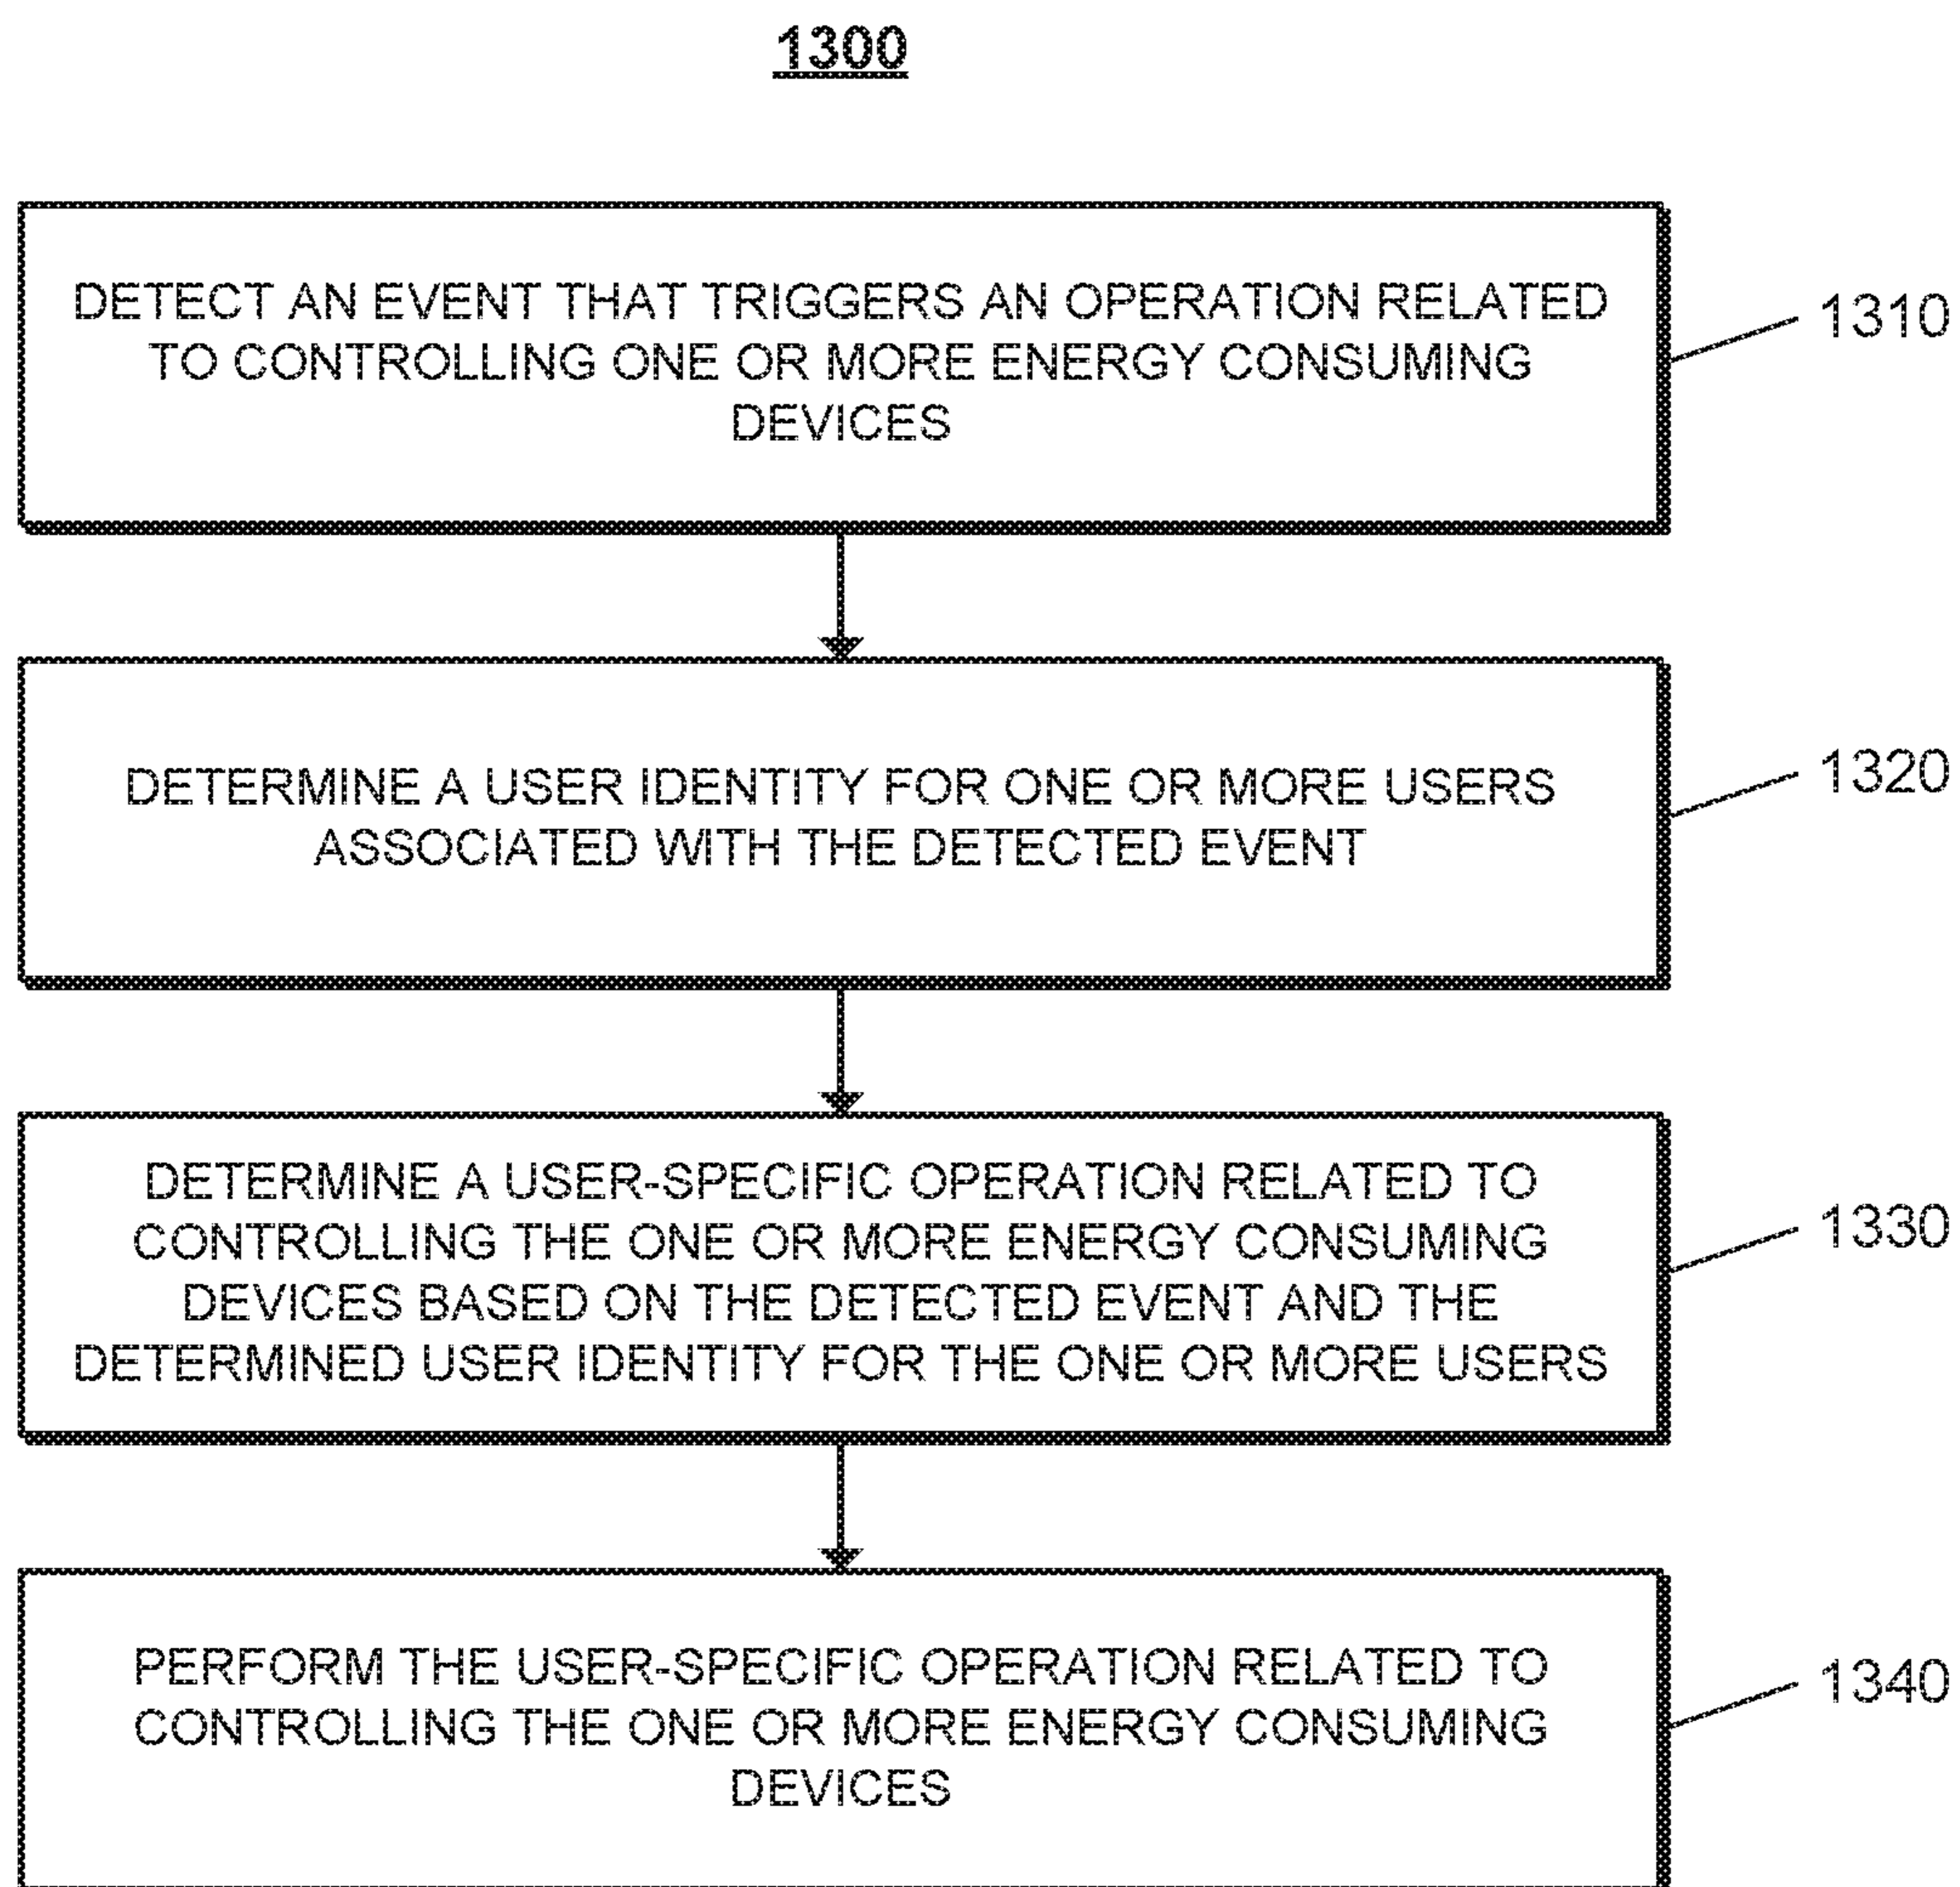 1300
DETECT AN EVENT THAT TRIGGERS AN OPERATION RELATED
TO CONTROLLING ONE OR MORE ENERGY CONSUMING
DEVICES
1310
DETERMINE A USER IDENTITY FOR ONE OR MORE USERS
ASSOCIATED WITH THE DETECTED EVENT
1320
DETERMINE A USER-SPECIFIC OPERATION RELATED TO
CONTROLLING THE ONE OR MORE ENERGY CONSUMING
DEVICES BASED ON THE DETECTED EVENT AND THE
DETERMINED USER IDENTITY FOR THE ONE OR MORE USERS
1330
PERFORM THE USER-SPECIFIC OPERATION RELATED TO
CONTROLLING THE ONE OR MORE ENERGY CONSUMING
DEVICES
1340